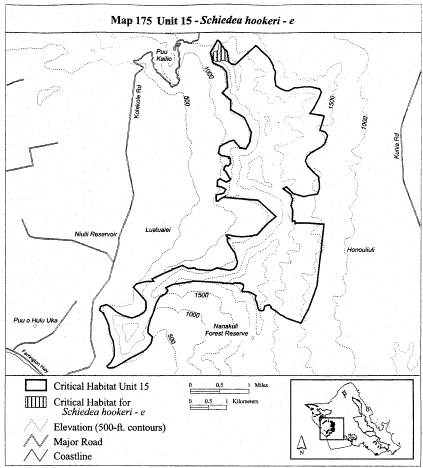 Map 175 Unit 15 - Schiedea hookeri - e
Puu
Kailio
Kolekole Rd
1000
500
1500
1000
Kunia Rd
Niulii Reservoir
Lualualei
Honouliuli
1500
1000
500
Nanakuli
Forest Reserve
Puu o Hulu Uka
Farrington Hwy
Critical Habitat Unit 15
Critical Habitat for
Schiedea hookeri - e
Elevation (500-ft. contours)
Major Road
Coastline
0 0.5 1 Miles
0 0.5 1 Kilometers
N